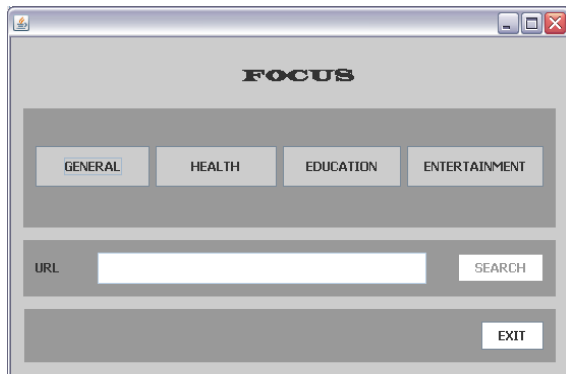 FOCUS
GENERAL HEALTH EDUCATION ENTERTAINMENT
URL SEARCH
EXIT